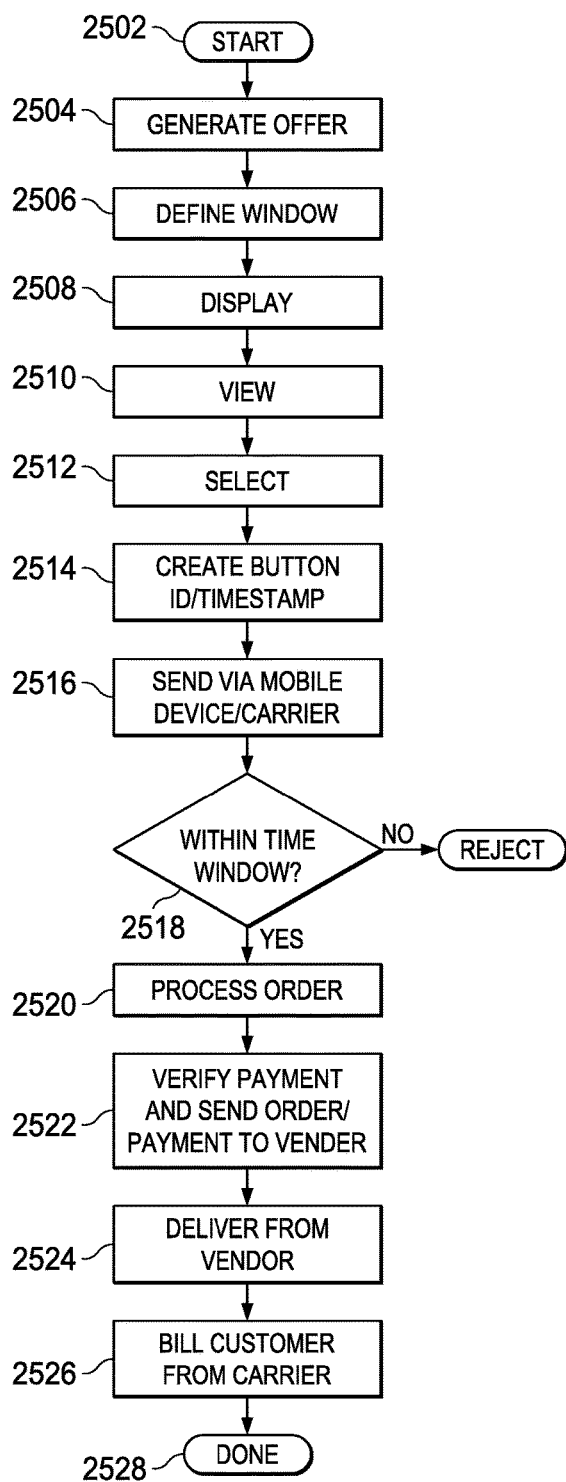 2502
START
2504
GENERATE OFFER
2506
DEFINE WINDOW
2508
DISPLAY
2510
VIEW
2512
SELECT
2514
CREATE BUTTON
ID/TIMESTAMP
2516
SEND VIA MOBILE
DEVICE/CARRIER
WITHIN TIME
WINDOW?
NO
REJECT
2518
YES
2520
PROCESS ORDER
2522
VERIFY PAYMENT
AND SEND ORDER/
PAYMENT TO VENDER
2524
DELIVER FROM
VENDOR
2526
BILL CUSTOMER
FROM CARRIER
2528
DONE